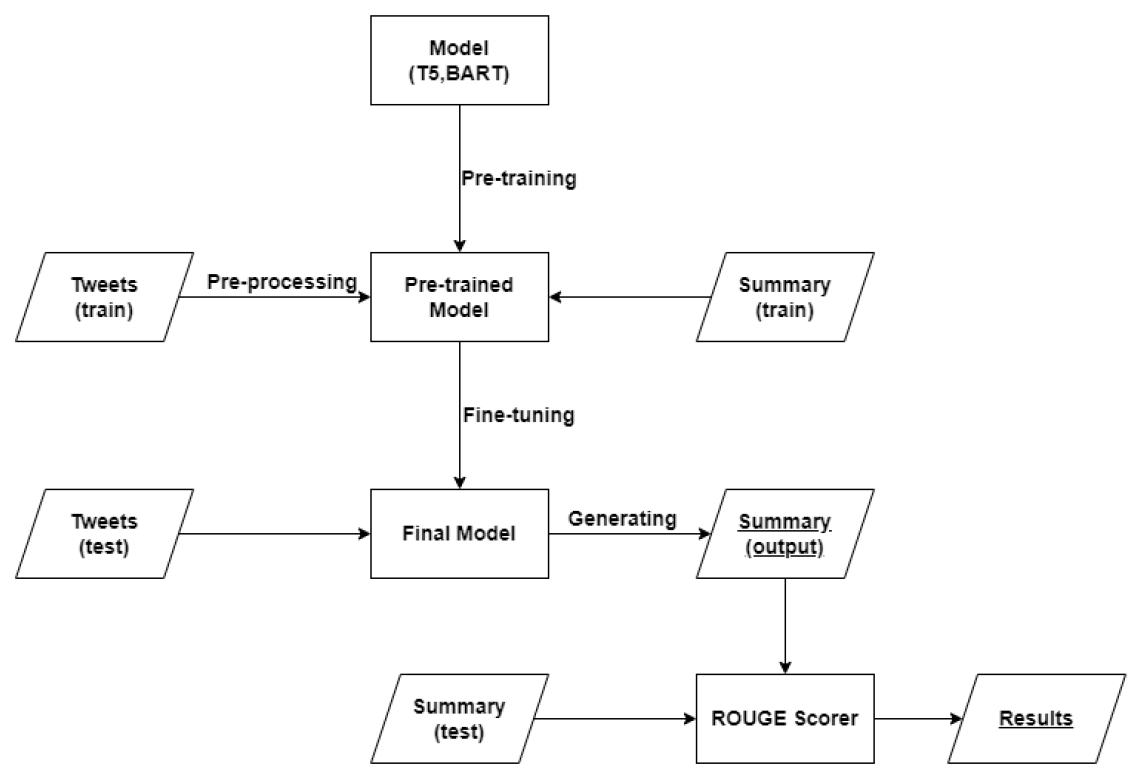 Model
(T5,BART)
Pre-training
Tweets
(train)
Pre-processing
Pre-trained
Model
Summary
(train)
Fine-tuning
Tweets
(test)
Final Model
Generating
Summary
(output)
Summary
(test)
ROUGE Scorer
Results